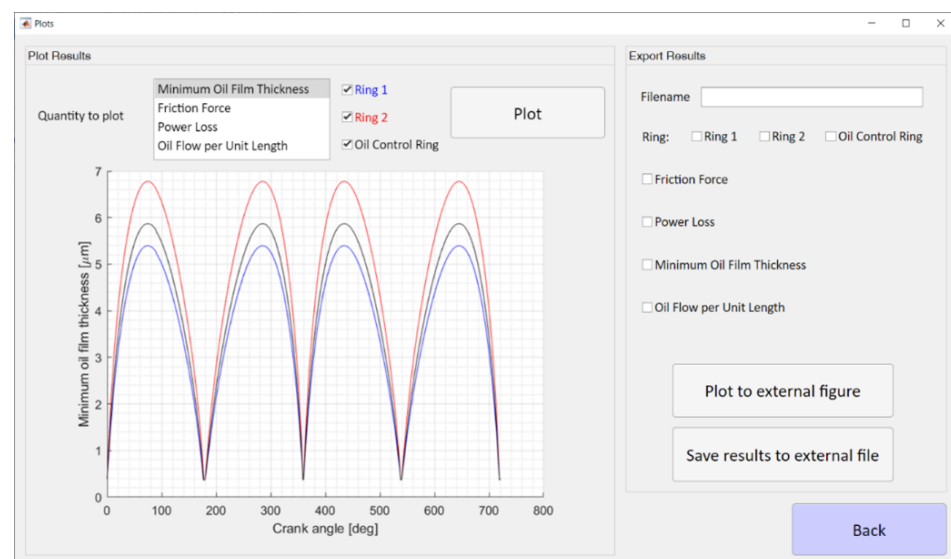 Plots
Plot Results
Export Results
Quantity to plot
Minimum Oil Film Thickness
Friction Force
Power Loss
Oil Flow per Unit Length
Ring 1
Ring 2
Oil Control Ring
Plot
7
6
5
4
3
2
1
0
Minimum oil film thickness [μm]
0 100 200 300 400 500 600 700 800
Crank angle [deg]
Filename
Ring: Ring 1 Ring 2 Oil Control Ring
Friction Force
Power Loss
Minimum Oil Film Thickness
Oil Flow per Unit Length
Plot to external figure
Save results to external file
Back